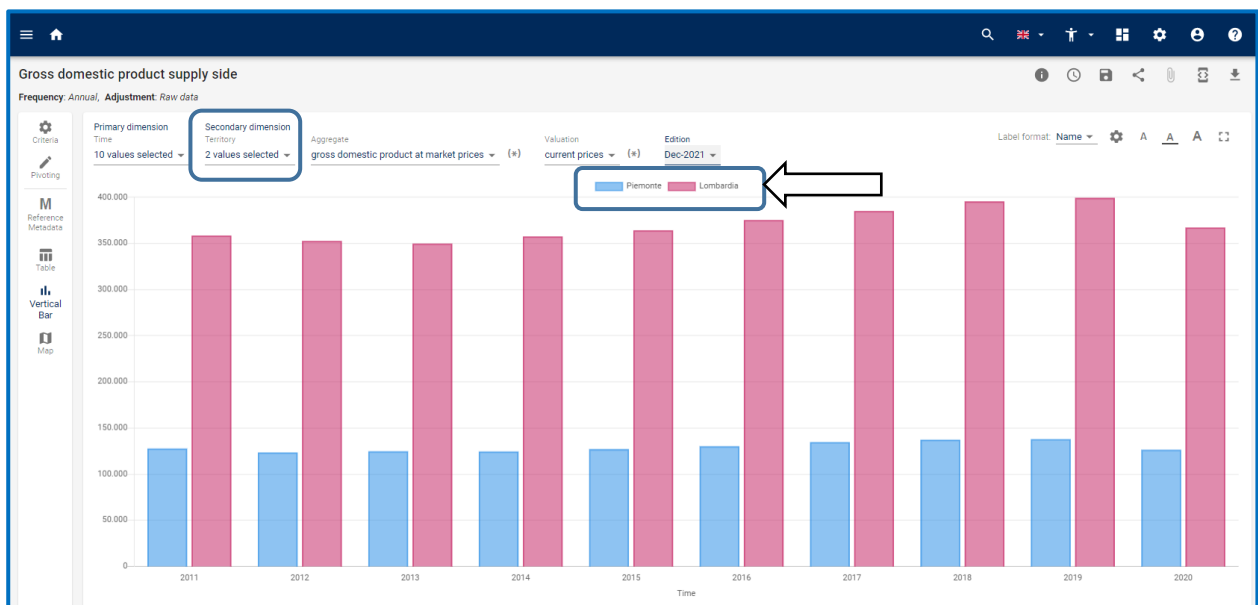 Gross domestic product supply side
Frequency: Annual, Adjustment: Raw data
Criteria
Pivoting
M
Reference
Metadata
Table
Vertical
Bar
Map
Primary dimension
Time
10 values selected
Secondary dimension
Territory
2 values selected
Aggregate
gross domestic product at market prices (*)
Valuation
current prices (*)
Edition
Dec-2021
Label format: Name
A A A
Piemonte Lombardia
400.000
350.000
300.000
250.000
200.000
150.000
100.000
50.000
0
2011 2012 2013 2014 2015 2016 2017 2018 2019 2020
Time